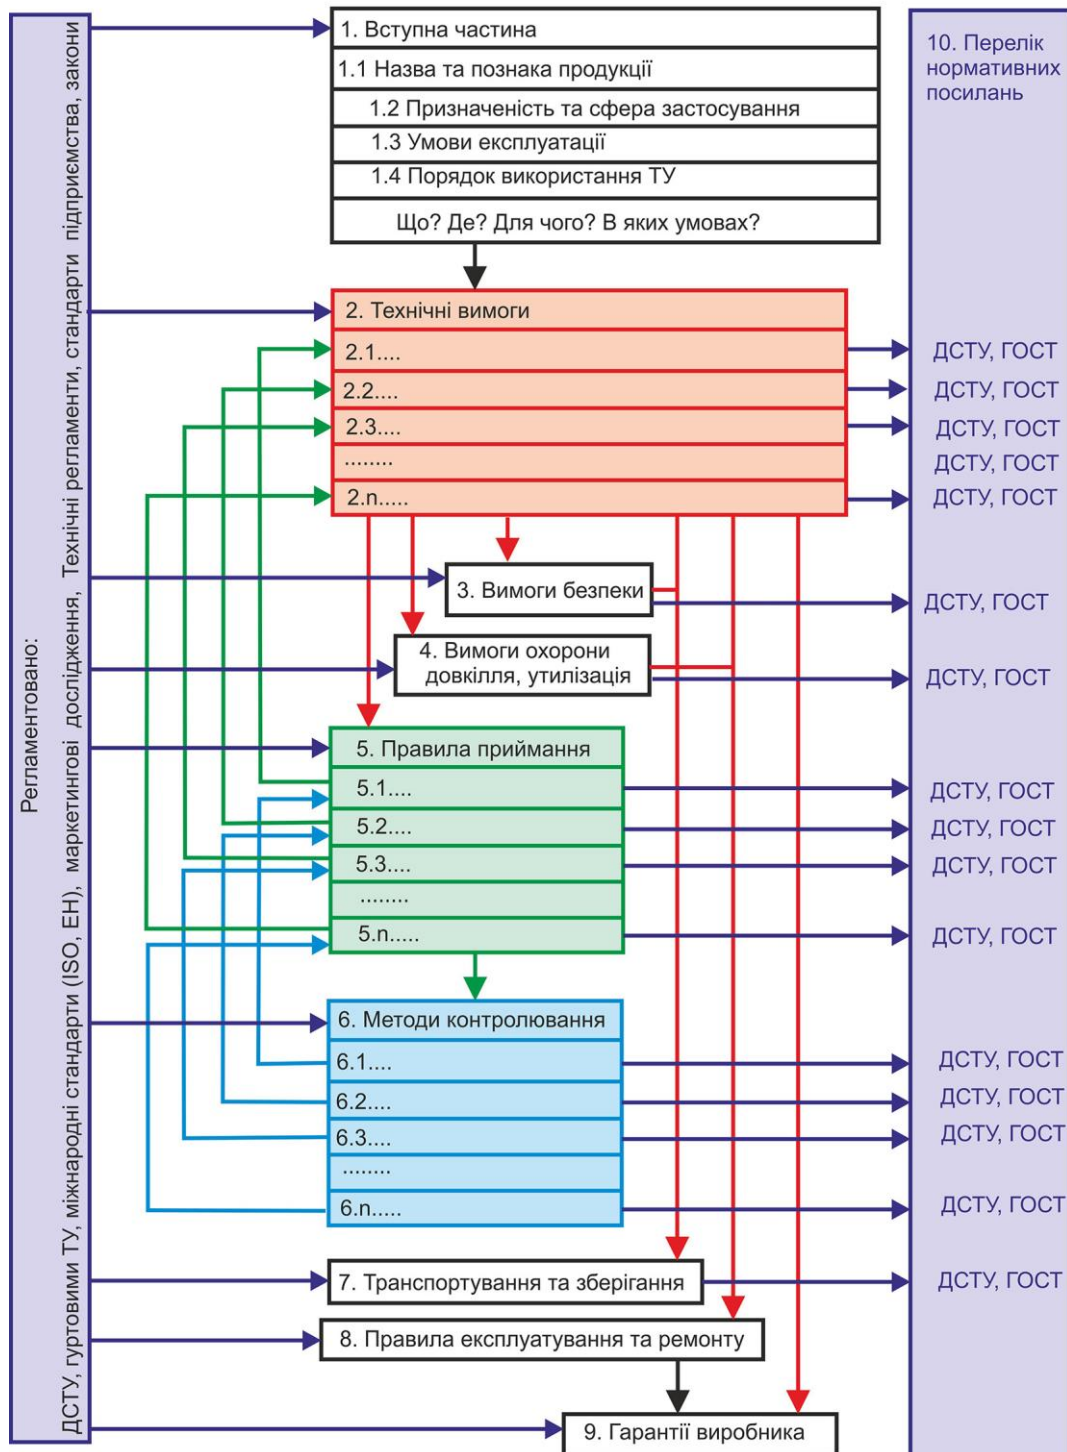 Регламентовано:
ДСТУ, гуртовими ТУ, міжнародні стандарти (ISO, ЕН), маркетингові дослідження, Технічні регламенти, стандарти підприємства, закони
1. Вступна частина
1.1 Назва та познака продукції
1.2 Призначеність та сфера застосування
1.3 Умови експлуатації
1.4 Порядок використання ТУ
Що? Де? Для чого? В яких умовах?
10. Перелік
нормативних
посилань
2. Технічні вимоги
2.1....
ДСТУ, ГОСТ
2.2....
ДСТУ, ГОСТ
2.3....
ДСТУ, ГОСТ
........
ДСТУ, ГОСТ
2.n.....
ДСТУ, ГОСТ
3. Вимоги безпеки
ДСТУ, ГОСТ
4. Вимоги охорони
довкілля, утилізація
ДСТУ, ГОСТ
5. Правила приймання
5.1....
ДСТУ, ГОСТ
5.2....
ДСТУ, ГОСТ
5.3....
ДСТУ, ГОСТ
........
5.n.....
ДСТУ, ГОСТ
6. Методи контролювання
6.1....
ДСТУ, ГОСТ
6.2....
ДСТУ, ГОСТ
6.3....
ДСТУ, ГОСТ
........
6.n.....
ДСТУ, ГОСТ
7. Транспортування та зберігання
ДСТУ, ГОСТ
8. Правила експлуатування та ремонту
9. Гарантії виробника